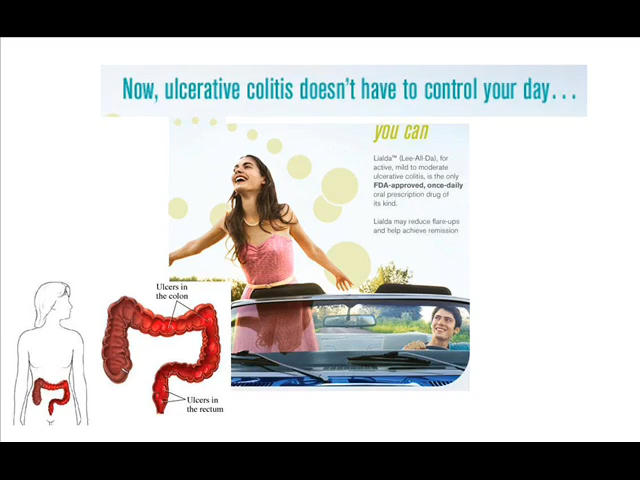 Now, ulcerative colitis doesn't have to control your day...
you can
Lialda™ (Lee-All-Da), for
active, mild to moderate
ulcerative colitis, is the only
FDA-approved, once-daily
oral prescription drug of
its kind.
Lialda may reduce flare-ups
and help achieve remission
Ulcers in
the colon
Ulcers in
the rectum